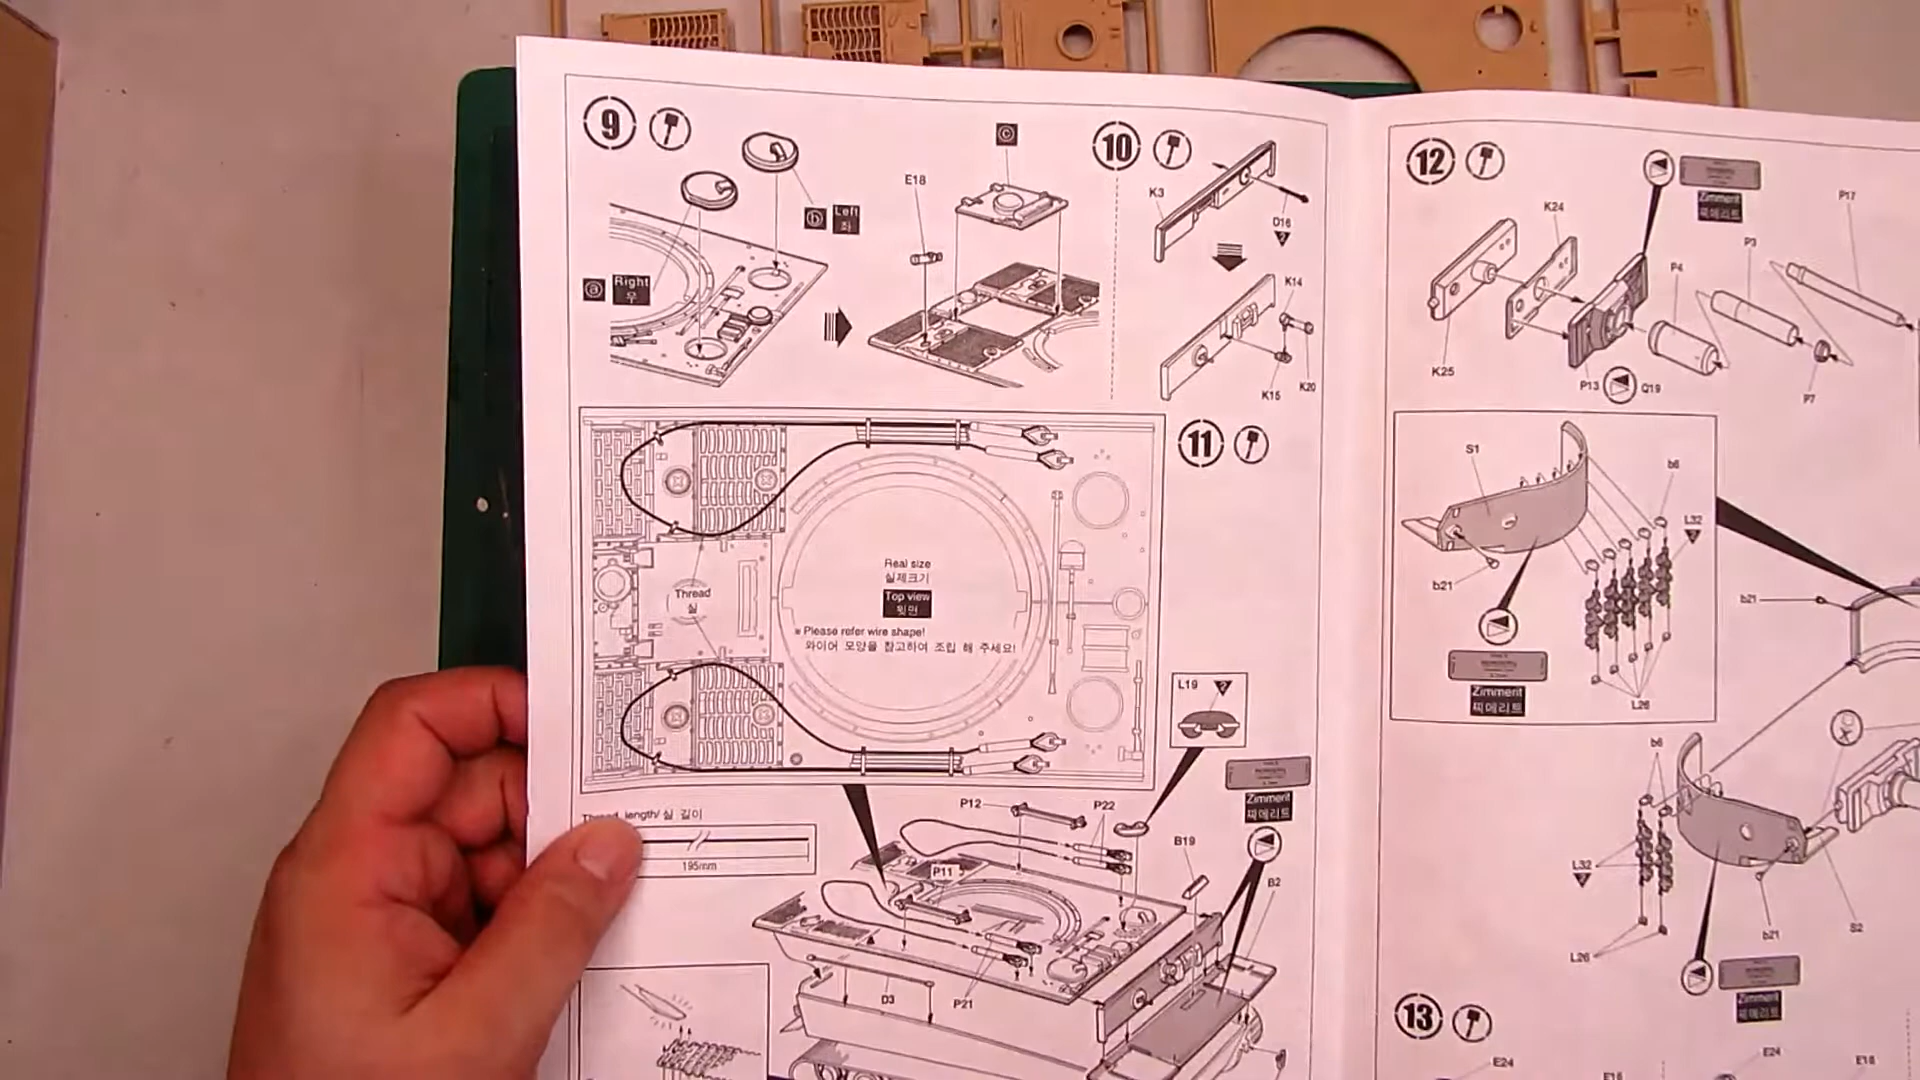 9
E18
ⓒ
ⓑ
Left
좌
ⓐ
Right
우
10
K3
D16
2
K14
K15
K20
11
Real size
실제크기
Top view
윗면
Thread
실
※ Please refer wire shape!
와이어 모양을 참고하여 조립 해 주세요!
L19
2
length/ 실 길이
195mm
P12
P22
P11
B19
Zimmerit
찌메리트
B2
D3
P21
12
K24
K25
Zimmerit
찌메리트
P17
P3
P4
P13
Q19
P7
S1
b6
L32
2
b21
L26
Zimmerit
찌메리트
b21
b6
L32
2
L26
b21
S2
Zimmerit
찌메리트
13
E24
E24
E18